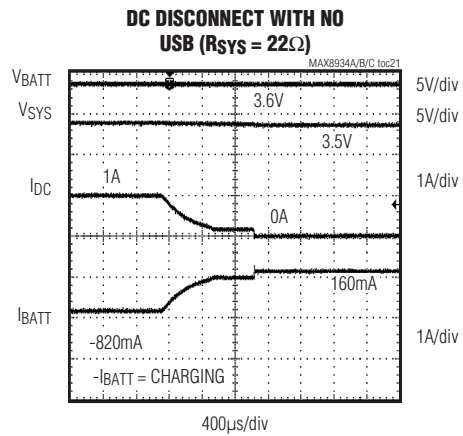 DC DISCONNECT WITH NO
USB (RSYS = 22Ω)
MAX8934A/B/C toc21
VBATT
3.6V
5V/div
VSYS
3.5V
5V/div
1A
IDC
0A
1A/div
160mA
IBATT
-820mA
1A/div
-IBATT = CHARGING
400µs/div